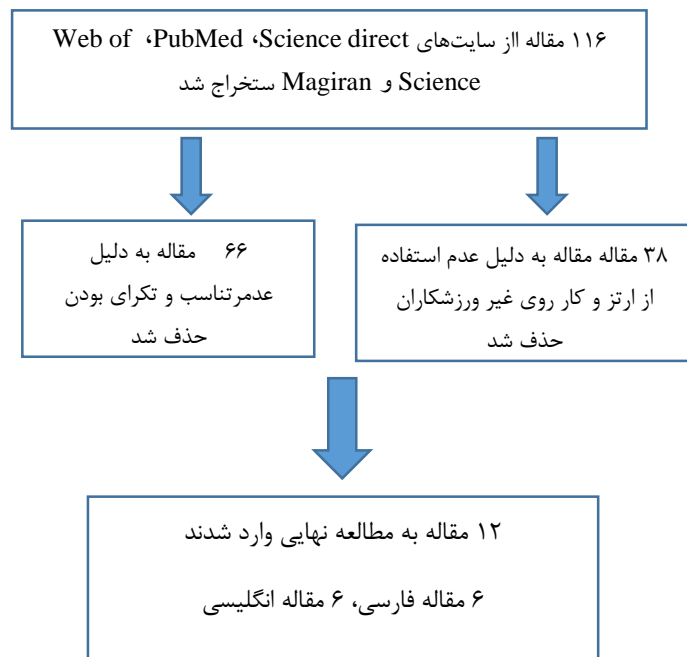 ۱۱۶ مقاله ااز سایت‌های Science direct، PubMed، Web of
Science و Magiran ستخراج شد
۳۸ مقاله مقاله به دلیل عدم استفاده
از ارتز و کار روی غیر ورزشکاران
حذف شد
۶۶ مقاله به دلیل
عدمرتناسب و تکرای بودن
حذف شد
۱۲ مقاله به مطالعه نهایی وارد شدند
۶ مقاله فارسی، ۶ مقاله انگلیسی